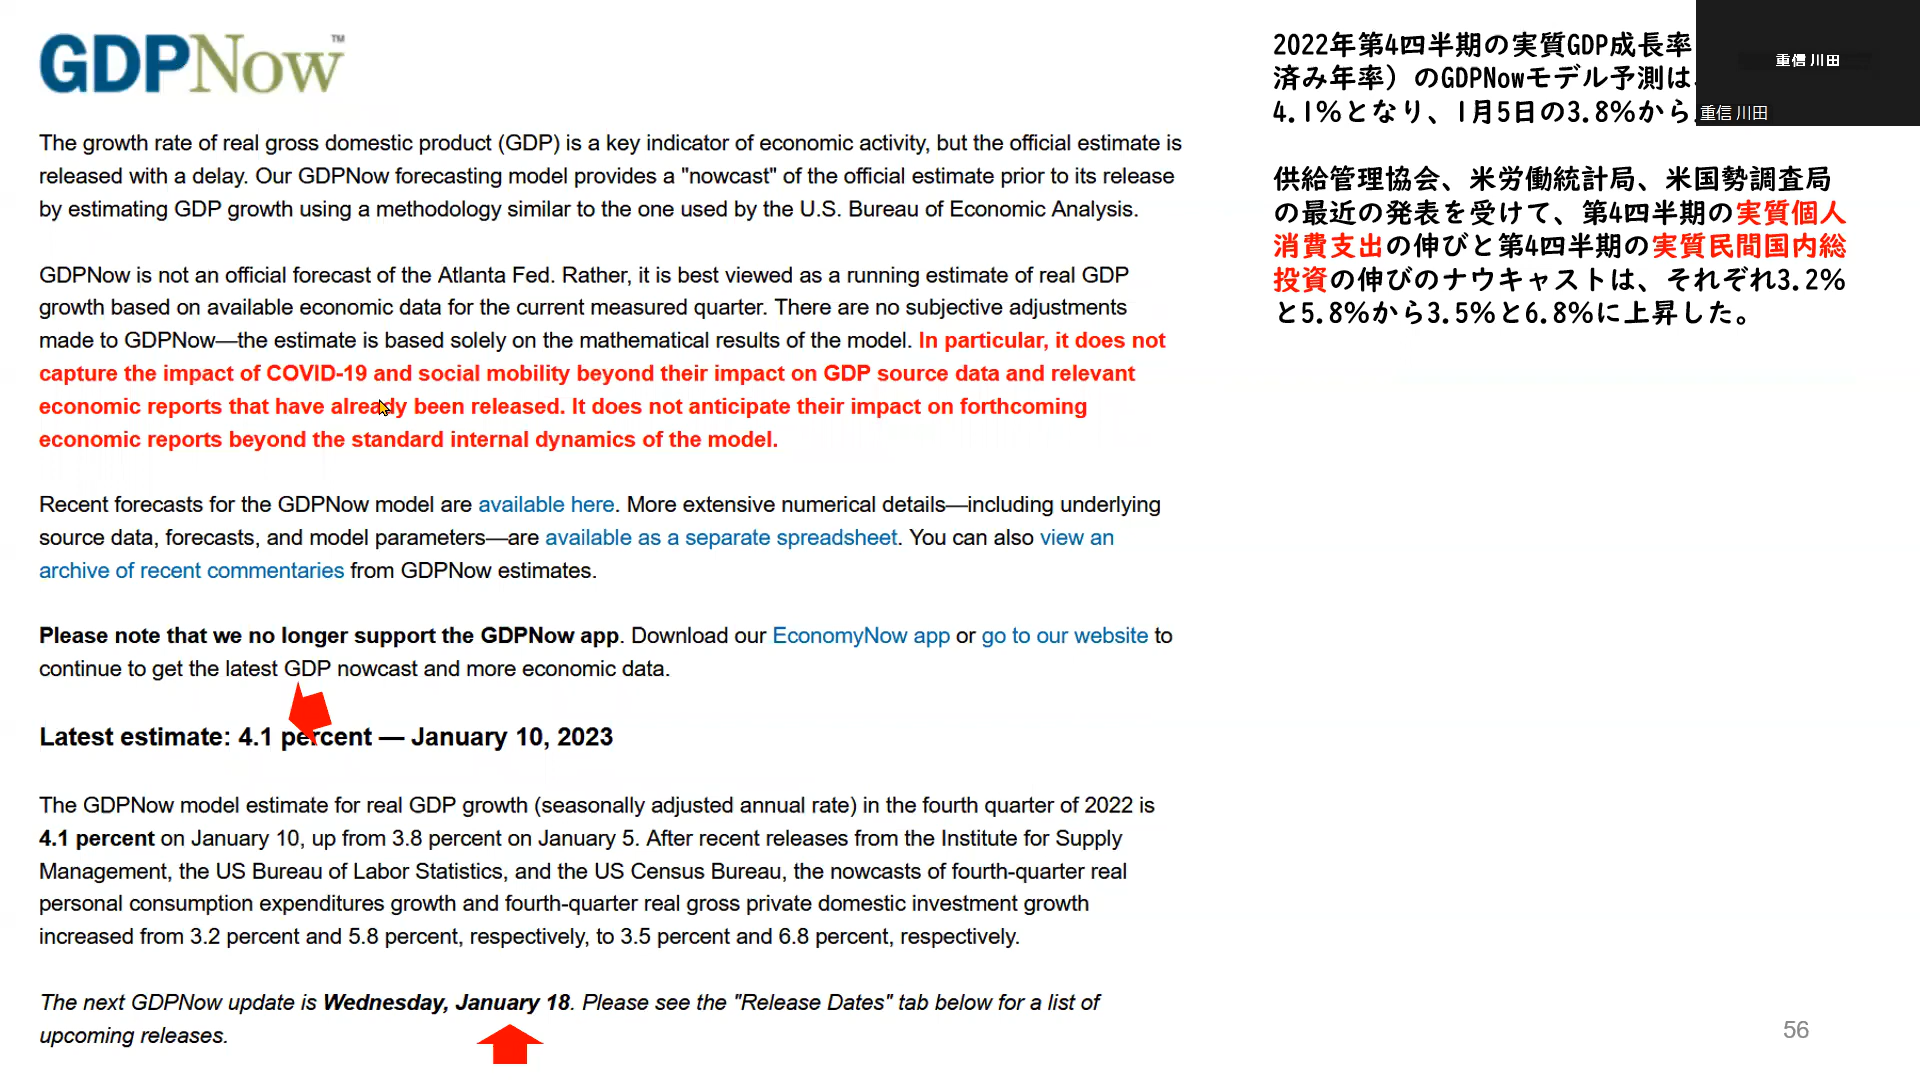 GDPNow™
The growth rate of real gross domestic product (GDP) is a key indicator of economic activity, but the official estimate is
released with a delay. Our GDPNow forecasting model provides a "nowcast" of the official estimate prior to its release
by estimating GDP growth using a methodology similar to the one used by the U.S. Bureau of Economic Analysis.
GDPNow is not an official forecast of the Atlanta Fed. Rather, it is best viewed as a running estimate of real GDP
growth based on available economic data for the current measured quarter. There are no subjective adjustments
made to GDPNow—the estimate is based solely on the mathematical results of the model. In particular, it does not
capture the impact of COVID-19 and social mobility beyond their impact on GDP source data and relevant
economic reports that have already been released. It does not anticipate their impact on forthcoming
economic reports beyond the standard internal dynamics of the model.
Recent forecasts for the GDPNow model are available here. More extensive numerical details—including underlying
source data, forecasts, and model parameters—are available as a separate spreadsheet. You can also view an
archive of recent commentaries from GDPNow estimates.
Please note that we no longer support the GDPNow app. Download our EconomyNow app or go to our website to
continue to get the latest GDP nowcast and more economic data.
Latest estimate: 4.1 percent — January 10, 2023
The GDPNow model estimate for real GDP growth (seasonally adjusted annual rate) in the fourth quarter of 2022 is
4.1 percent on January 10, up from 3.8 percent on January 5. After recent releases from the Institute for Supply
Management, the US Bureau of Labor Statistics, and the US Census Bureau, the nowcasts of fourth-quarter real
personal consumption expenditures growth and fourth-quarter real gross private domestic investment growth
increased from 3.2 percent and 5.8 percent, respectively, to 3.5 percent and 6.8 percent, respectively.
The next GDPNow update is Wednesday, January 18. Please see the "Release Dates" tab below for a list of
upcoming releases.
2022年第4四半期の実質GDP成長率
済み年率）のGDPNowモデル予測は
4.1%となり、1月5日の3.8%から
供給管理協会、米労働統計局、米国勢調査局
の最近の発表を受けて、第4四半期の実質個人
消費支出の伸びと第4四半期の実質民間国内総
投資の伸びのナウキャストは、それぞれ3.2%
と5.8%から3.5%と6.8%に上昇した。
重信 川田
重信 川田
56